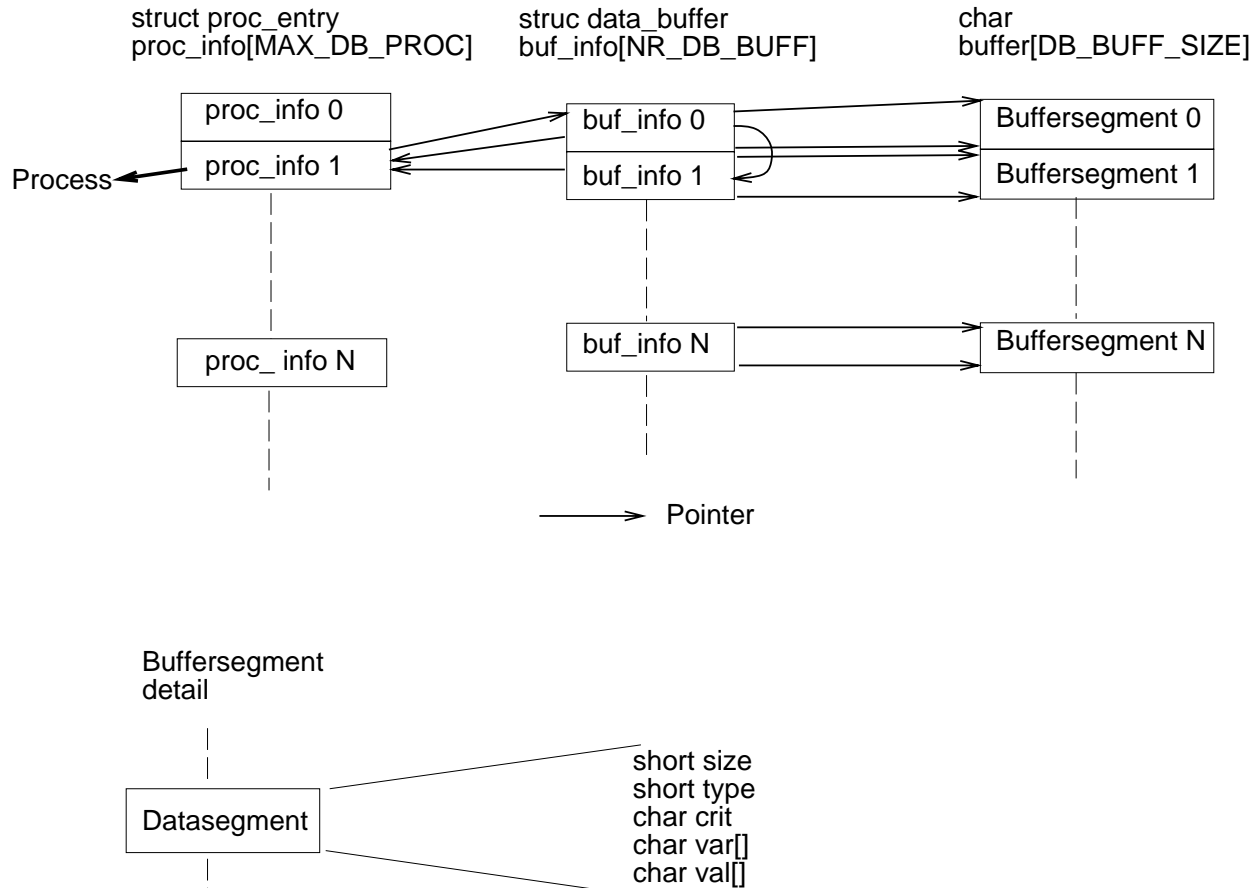 struct proc_entry
proc_info[MAX_DB_PROC]
struc data_buffer
buf_info[NR_DB_BUFF]
char
buffer[DB_BUFF_SIZE]
proc_info 0
buf_info 0
Buffersegment 0
Process
proc_info 1
buf_info 1
Buffersegment 1
proc_ info N
buf_info N
Buffersegment N
Pointer
Buffersegment
detail
Datasegment
short size
short type
char crit
char var[]
char val[]